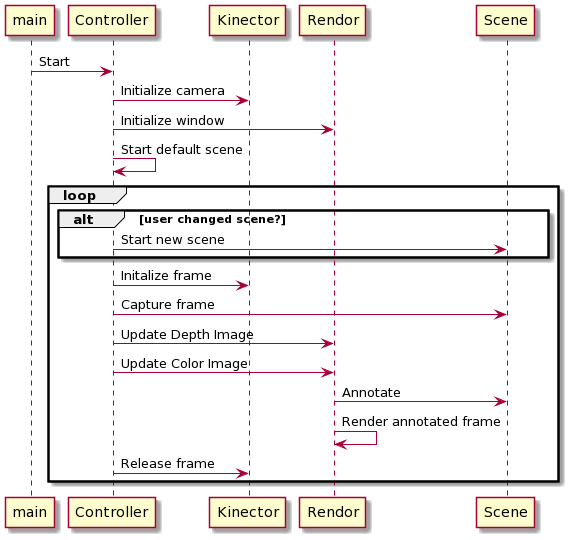 main Controller Kinector Rendor Scene
Start
Initialize camera
Initialize window
Start default scene
loop
alt [user changed scene?]
Start new scene
Initalize frame
Capture frame
Update Depth Image
Update Color Image
Annotate
Render annotated frame
Release frame
main Controller Kinector Rendor Scene